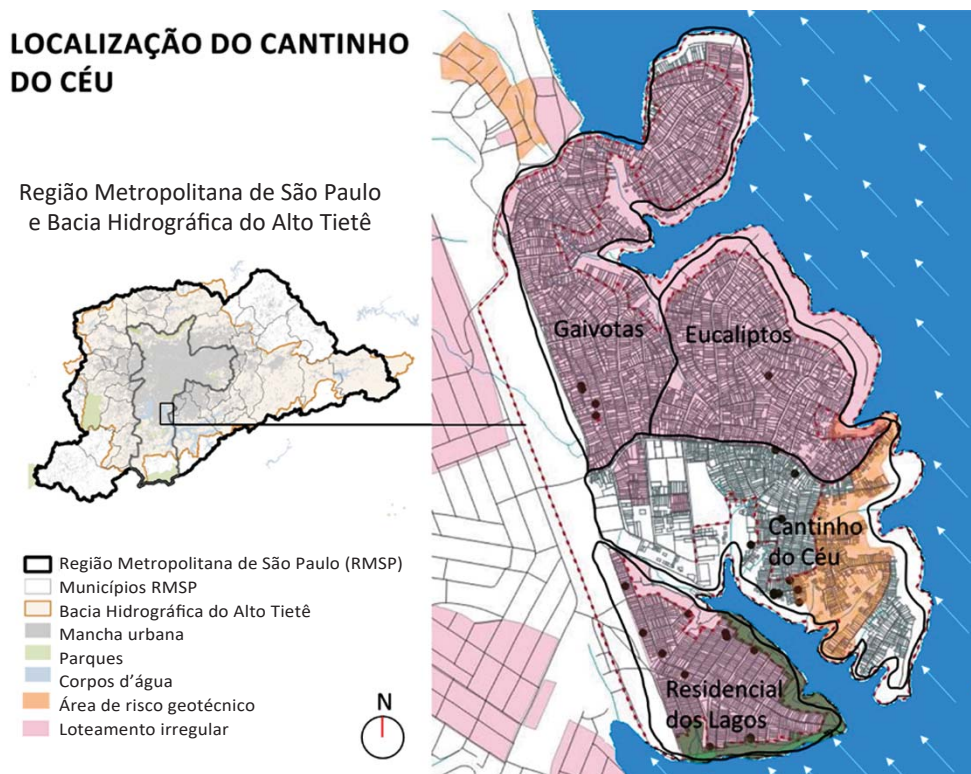 LOCALIZAÇÃO DO CANTINHO
DO CÉU
Região Metropolitana de São Paulo
e Bacia Hidrográfica do Alto Tietê
Região Metropolitana de São Paulo (RMSP)
Municípios RMSP
Bacia Hidrográfica do Alto Tietê
Mancha urbana
Parques
Corpos d’água
Área de risco geotécnico
Loteamento irregular
N
Gaivotas
Eucaliptos
Cantinho
do Céu
Residencial
dos Lagos